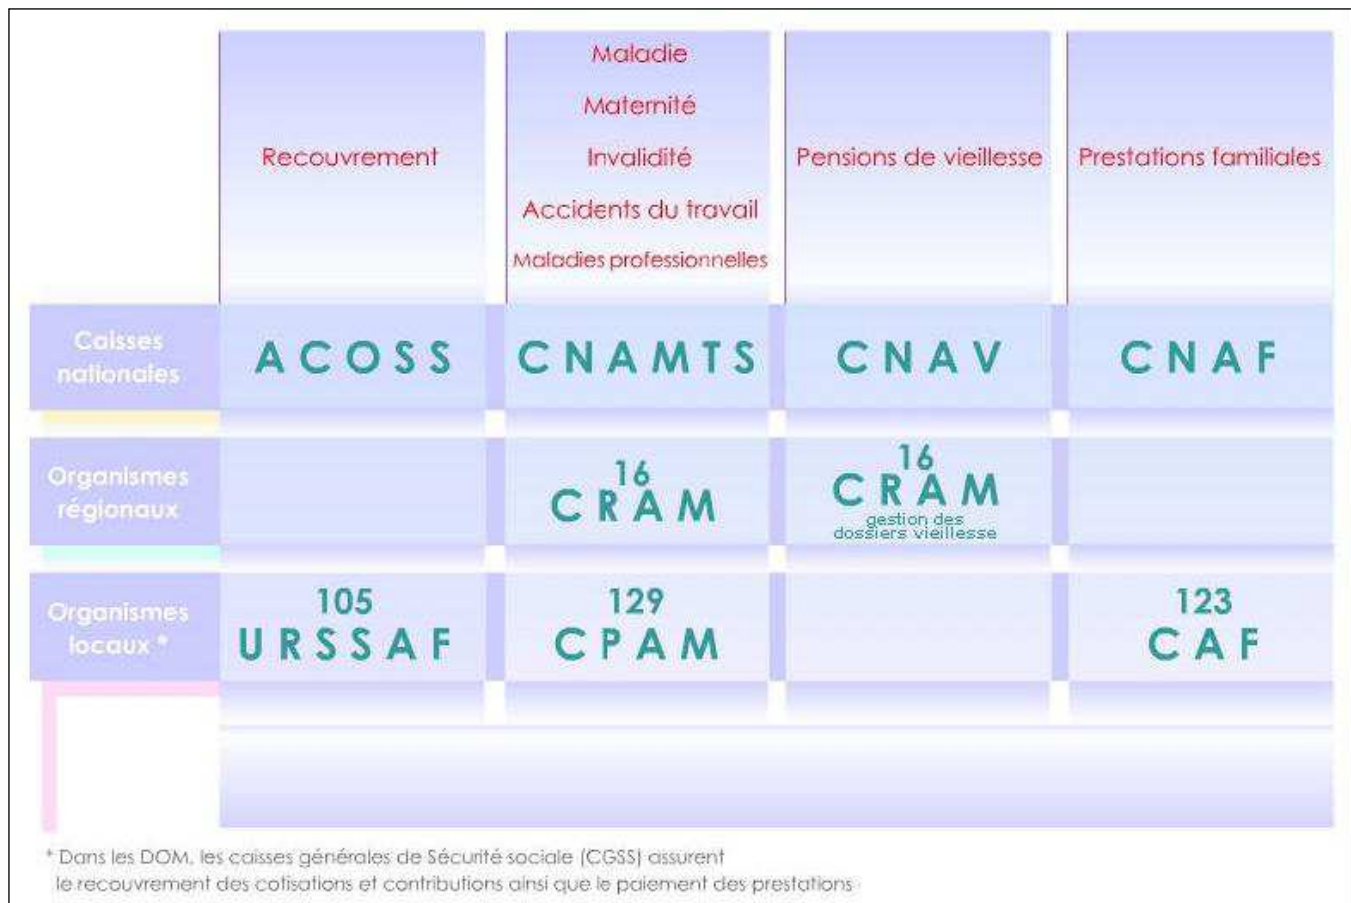 Recouvrement
Maladie
Maternité
Invalidité
Accidents du travail
Maladies professionnelles
Pensions de vieillesse
Prestations familiales
Caisses
nationales
ACOSS
CNAMTS
CNAV
CNAF
Organismes
régionaux
16
CRAM
16
CRAM
gestion des
dossiers vieillesse
Organismes
locaux *
105
URSSAF
129
CPAM
123
CAF
* Dans les DOM, les caisses générales de Sécurité sociale (CGSS) assurent
le recouvrement des cotisations et contributions ainsi que le paiement des prestations